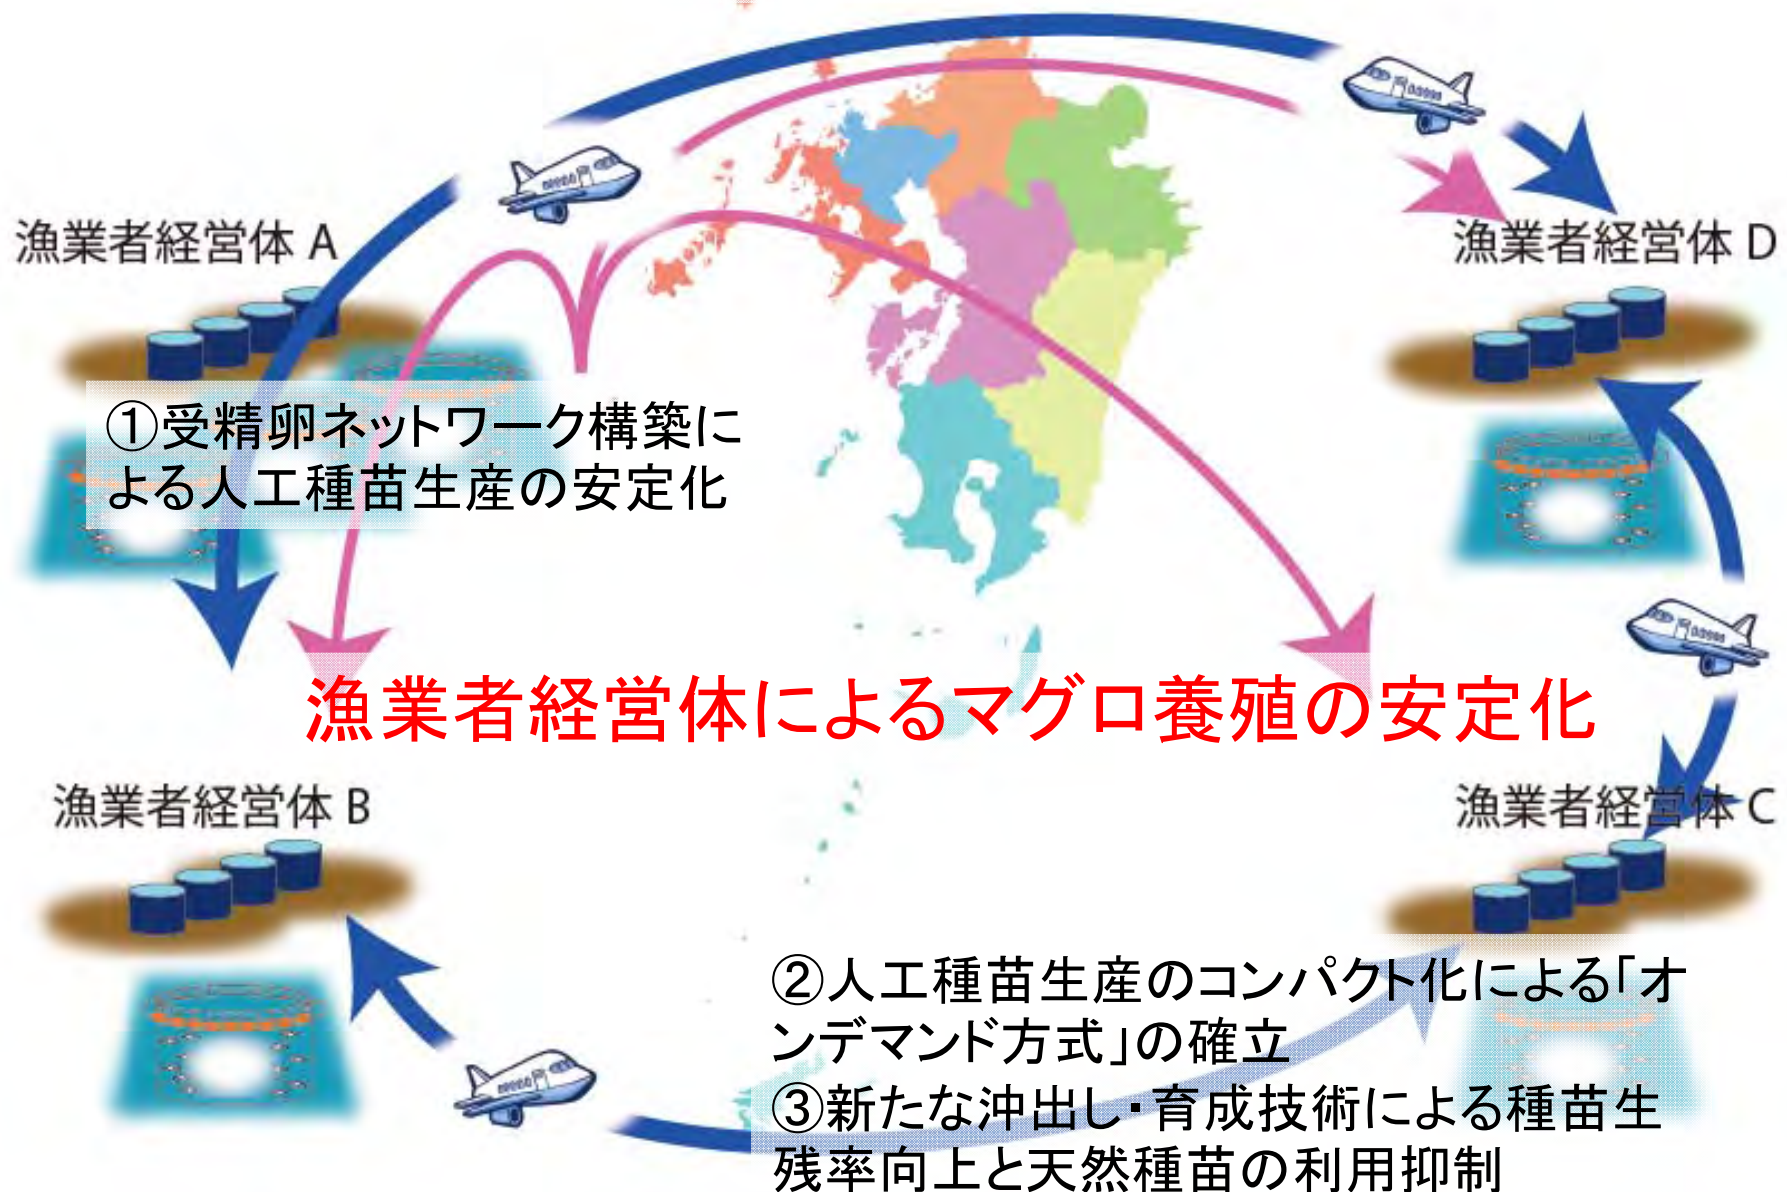 漁業者経営体 A
漁業者経営体 D
①受精卵ネットワーク構築に
よる人工種苗生産の安定化
漁業者経営体によるマグロ養殖の安定化
漁業者経営体 B
漁業者経営体 C
②人工種苗生産のコンパクト化による「オ
ンデマンド方式」の確立
③新たな沖出し・育成技術による種苗生
残率向上と天然種苗の利用抑制